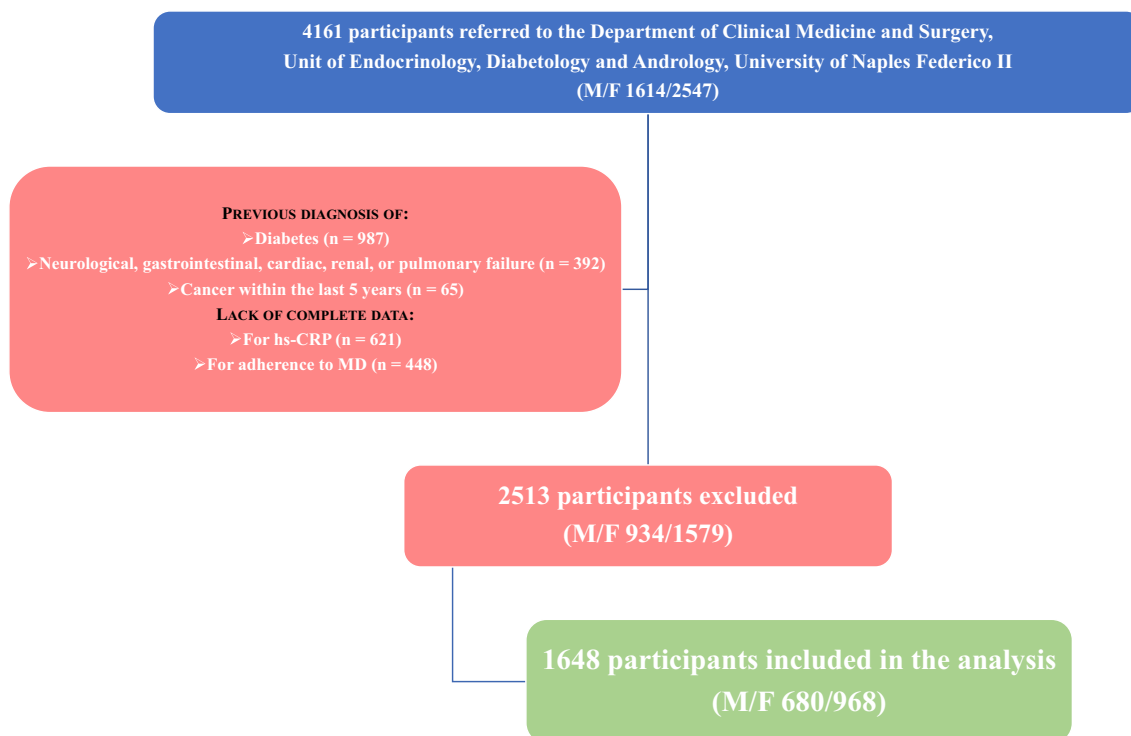 4161 participants referred to the Department of Clinical Medicine and Surgery,
Unit of Endocrinology, Diabetology and Andrology, University of Naples Federico II
(M/F 1614/2547)
PREVIOUS DIAGNOSIS OF:
➢Diabetes (n = 987)
➢Neurological, gastrointestinal, cardiac, renal, or pulmonary failure (n = 392)
➢Cancer within the last 5 years (n = 65)
LACK OF COMPLETE DATA:
➢For hs-CRP (n = 621)
➢For adherence to MD (n = 448)
2513 participants excluded
(M/F 934/1579)
1648 participants included in the analysis
(M/F 680/968)